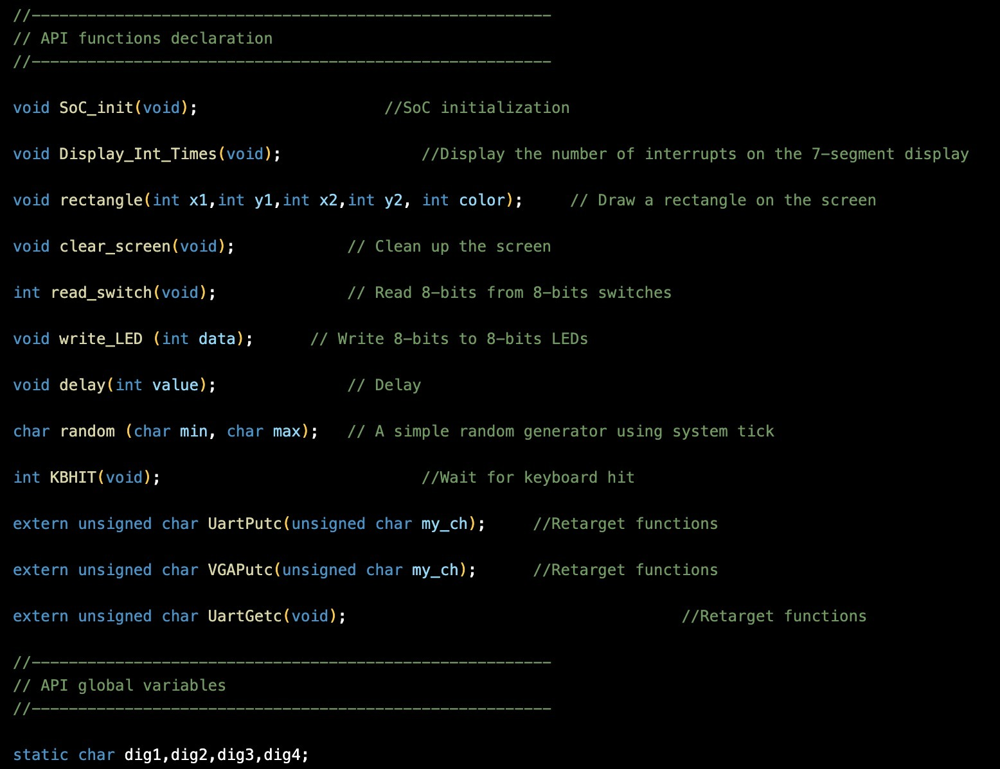 //--------------------------------------------------------
// API functions declaration
//--------------------------------------------------------
void SoC_init(void); //SoC initialization
void Display_Int_Times(void); //Display the number of interrupts on the 7-segment display
void rectangle(int x1,int y1,int x2,int y2, int color); // Draw a rectangle on the screen
void clear_screen(void); // Clean up the screen
int read_switch(void); // Read 8-bits from 8-bits switches
void write_LED (int data); // Write 8-bits to 8-bits LEDs
void delay(int value); // Delay
char random (char min, char max); // A simple random generator using system tick
int KBHIT(void); //Wait for keyboard hit
extern unsigned char UartPutc(unsigned char my_ch); //Retarget functions
extern unsigned char VGAPutc(unsigned char my_ch); //Retarget functions
extern unsigned char UartGetc(void); //Retarget functions
//--------------------------------------------------------
// API global variables
//--------------------------------------------------------
static char dig1,dig2,dig3,dig4;